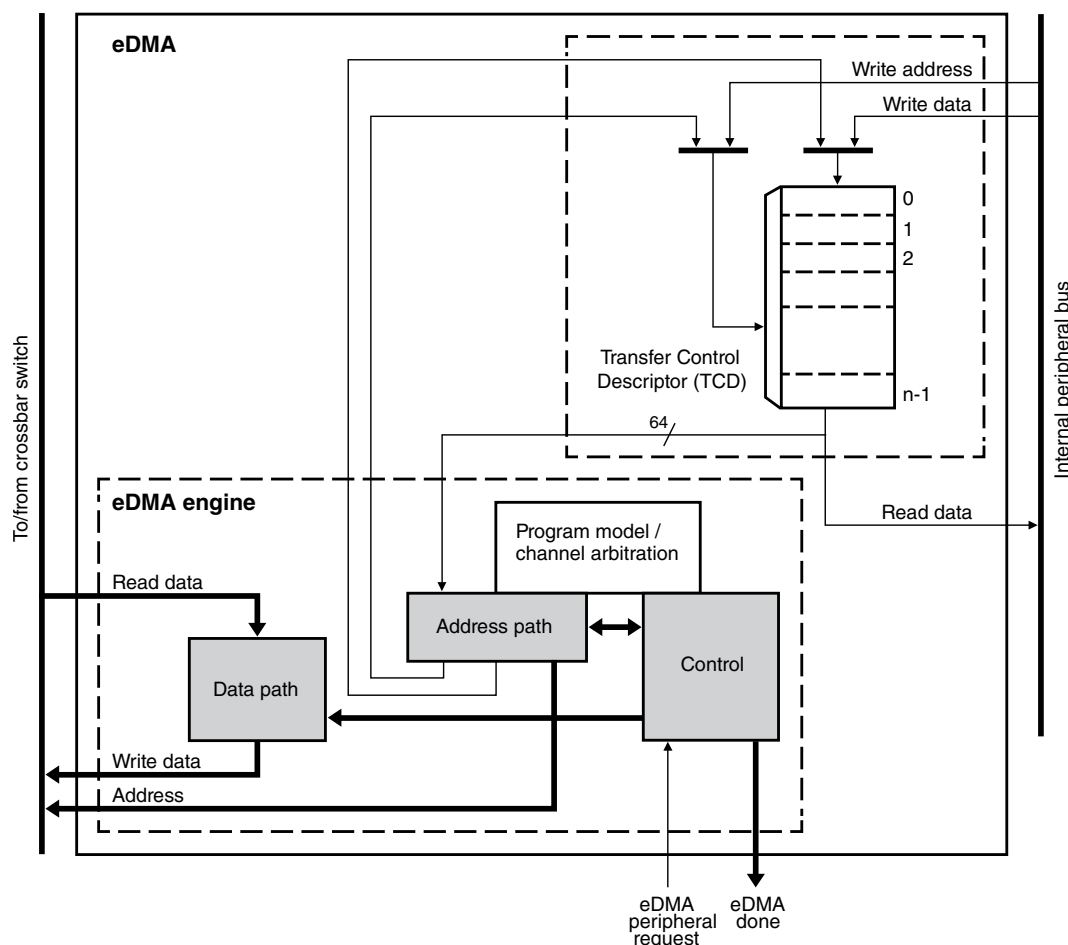 eDMA
Write address
Write data
0
1
2
n-1
Transfer Control
Descriptor (TCD)
64
To/from crossbar switch
Internal peripheral bus
eDMA engine
Program model /
channel arbitration
Read data
Read data
Address path
Control
Data path
Write data
Address
eDMA
peripheral
request
eDMA
done